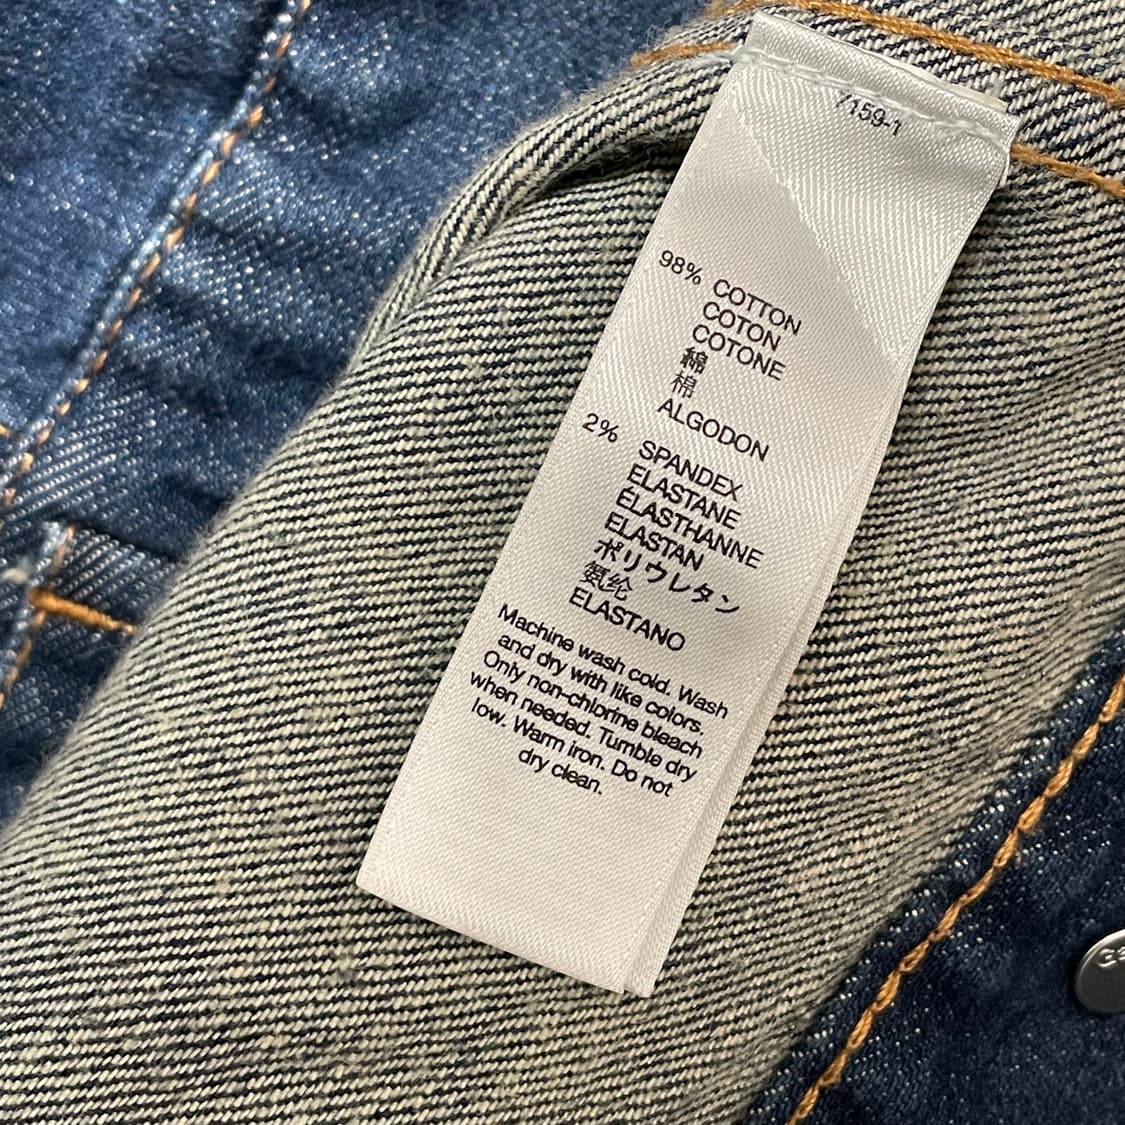 7159-1
98% COTTON
COTON
COTONE
綿
棉
ALGODON
2% SPANDEX
ELASTANE
ÉLASTHANNE
ELASTAN
ポリウレタン
氨纶
ELASTANO
Machine wash cold. Wash
and dry with like colors.
Only non-chlorine bleach
when needed. Tumble dry
low. Warm iron. Do not
dry clean.